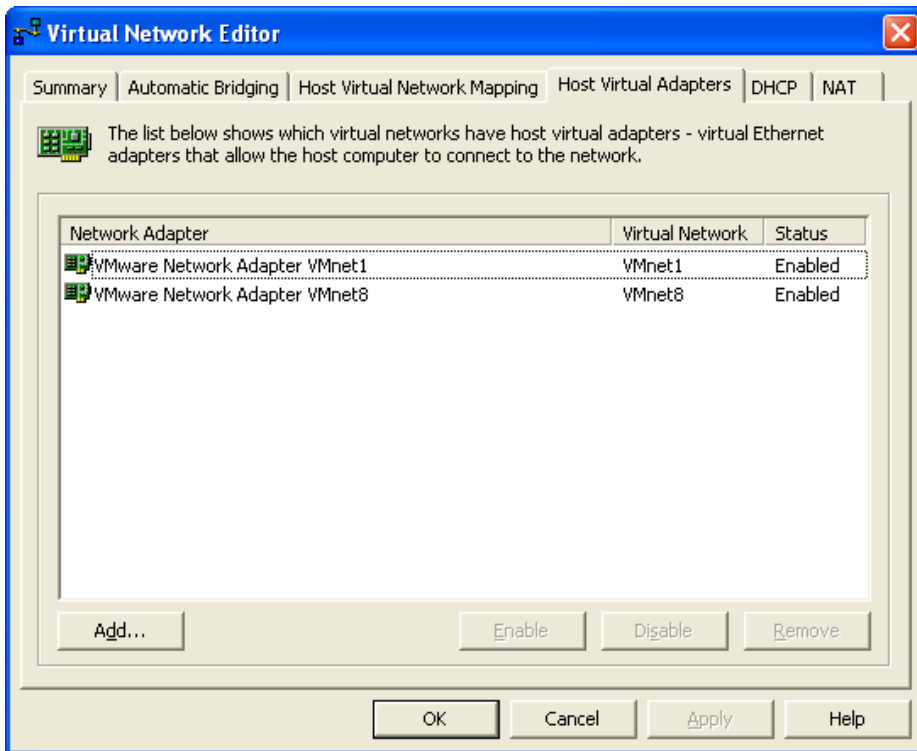 Virtual Network Editor
Summary Automatic Bridging Host Virtual Network Mapping Host Virtual Adapters DHCP NAT
The list below shows which virtual networks have host virtual adapters - virtual Ethernet
adapters that allow the host computer to connect to the network.
Network Adapter Virtual Network Status
VMware Network Adapter VMnet1 VMnet1 Enabled
VMware Network Adapter VMnet8 VMnet8 Enabled
Add... Enable Disable Remove
OK Cancel Apply Help